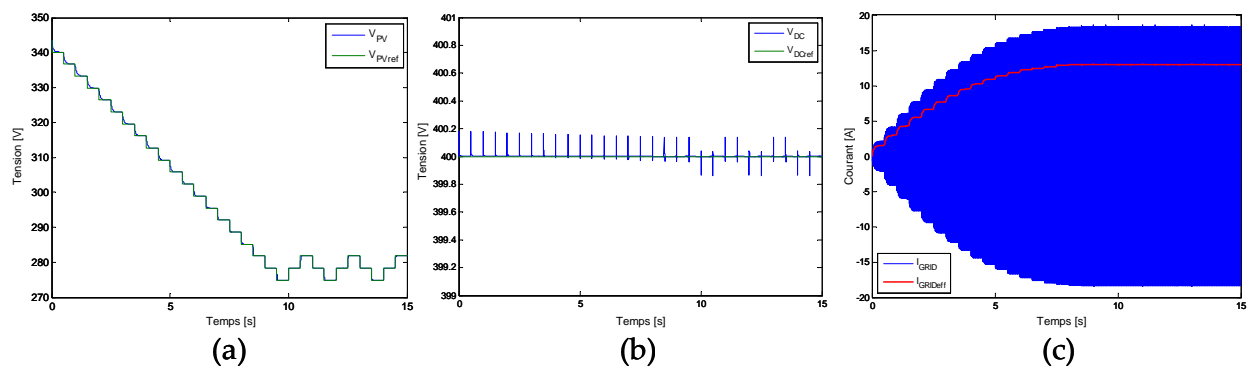 350
340
330
320
310
300
290
280
270
0
5
10
15
Tension [V]
Temps [s]
V_PV
V_PVref
(a)
401
400.8
400.6
400.4
400.2
400
399.8
399.6
399.4
399.2
399
0
5
10
15
Tension [V]
Temps [s]
V_DC
V_DCref
(b)
20
15
10
5
0
-5
-10
-15
-20
0
5
10
15
Courant [A]
Temps [s]
I_GRID
I_GRIDeff
(c)